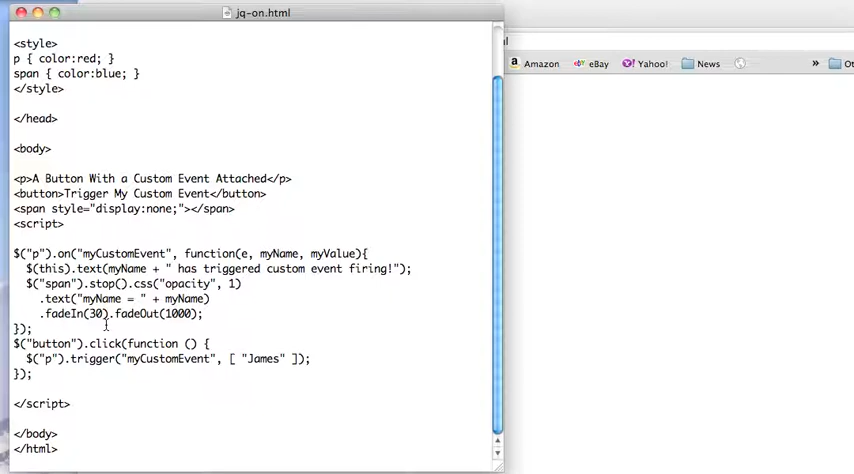 jq-on.html
ml
Amazon eBay Yahoo! News » Ot
<style>
p { color:red; }
span { color:blue; }
</style>
</head>
<body>
<p>A Button With a Custom Event Attached</p>
<button>Trigger My Custom Event</button>
<span style="display:none;"></span>
<script>
$("p").on("myCustomEvent", function(e, myName, myValue){
$(this).text(myName + " has triggered custom event firing!");
$("span").stop().css("opacity", 1)
.text("myName = " + myName)
.fadeIn(30).fadeOut(1000);
});
$("button").click(function () {
$("p").trigger("myCustomEvent", [ "James" ]);
});
</script>
</body>
</html>